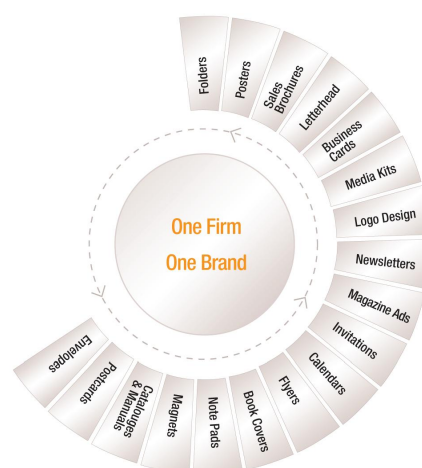 One Firm
One Brand
Folders
Posters
Sales
Brochures
Letterhead
Business
Cards
Media Kits
Logo Design
Newsletters
Magazine Ads
Invitations
Calendars
Flyers
Book Covers
Note Pads
Magnets
Catalouges
& Manuals
Postcards
Envelopes